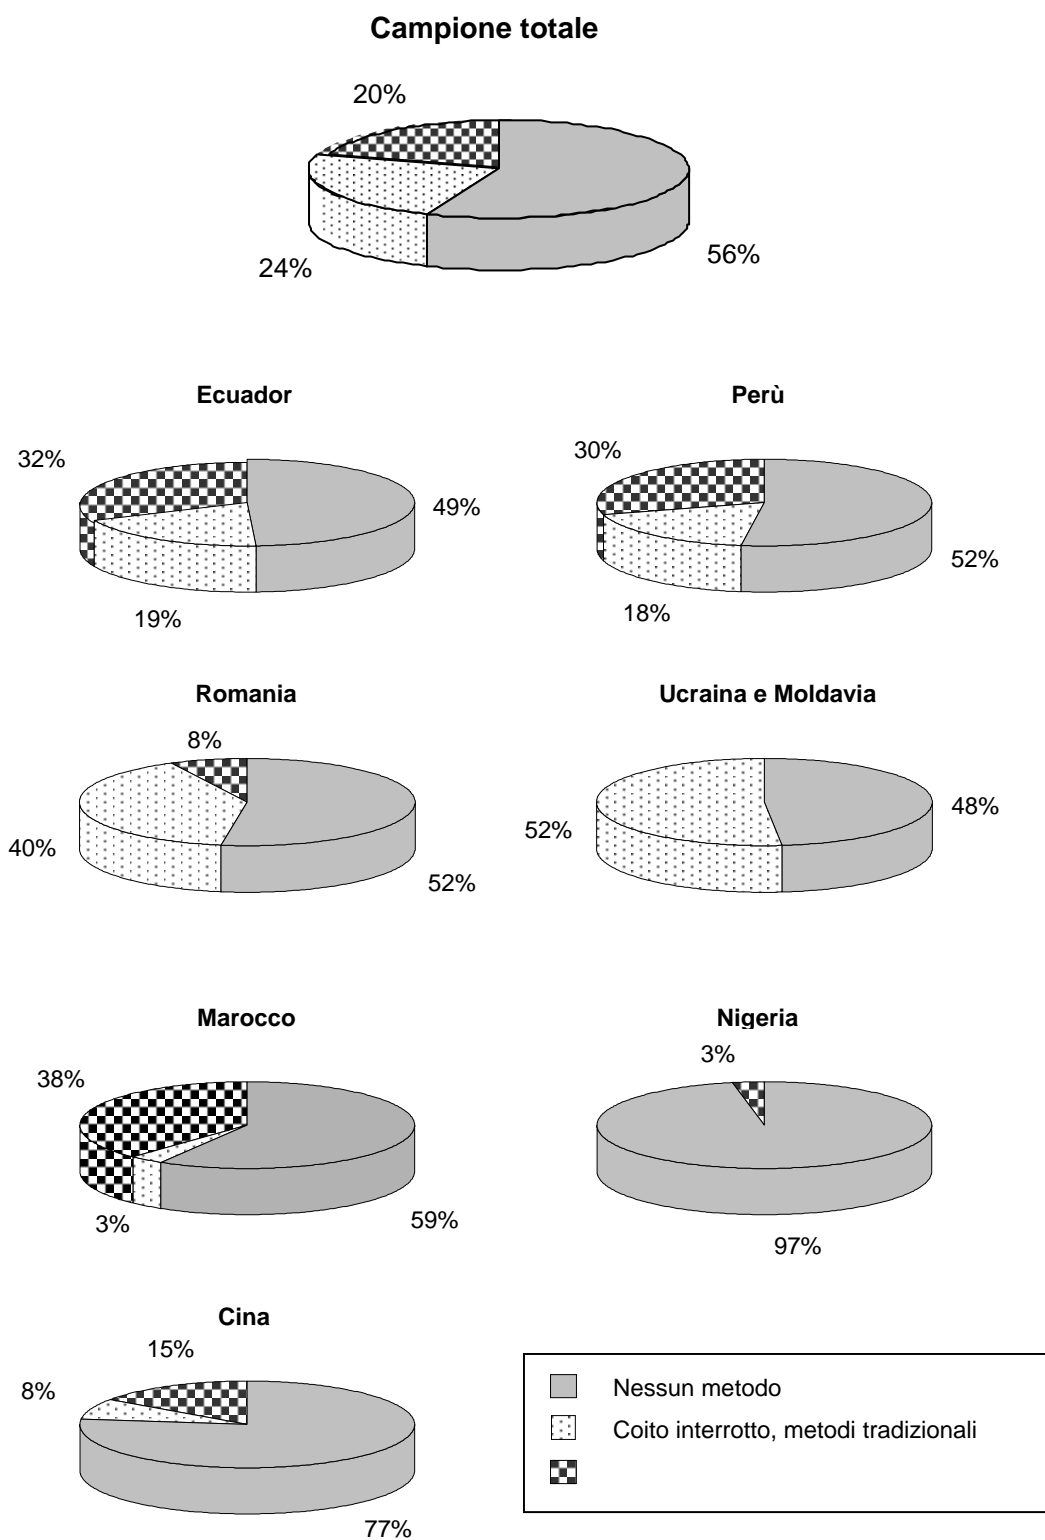 Campione totale
20%
24%
56%
Ecuador
32%
49%
19%
Perù
30%
52%
18%
Romania
8%
40%
52%
Ucraina e Moldavia
52%
48%
Marocco
38%
3%
59%
Nigeria
3%
97%
Cina
15%
8%
77%
Nessun metodo
Coito interrotto, metodi tradizionali